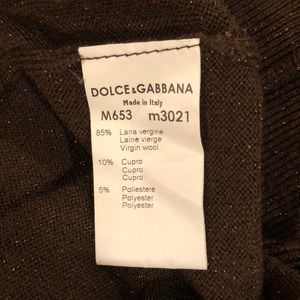 DOLCE&GABBANA
Made in Italy
M653 m3021
85% Lana vergine
Laine vierge
Virgin wool
10% Cupro
Cupro
Cupro
5% Poliestere
Polyester
Polyester